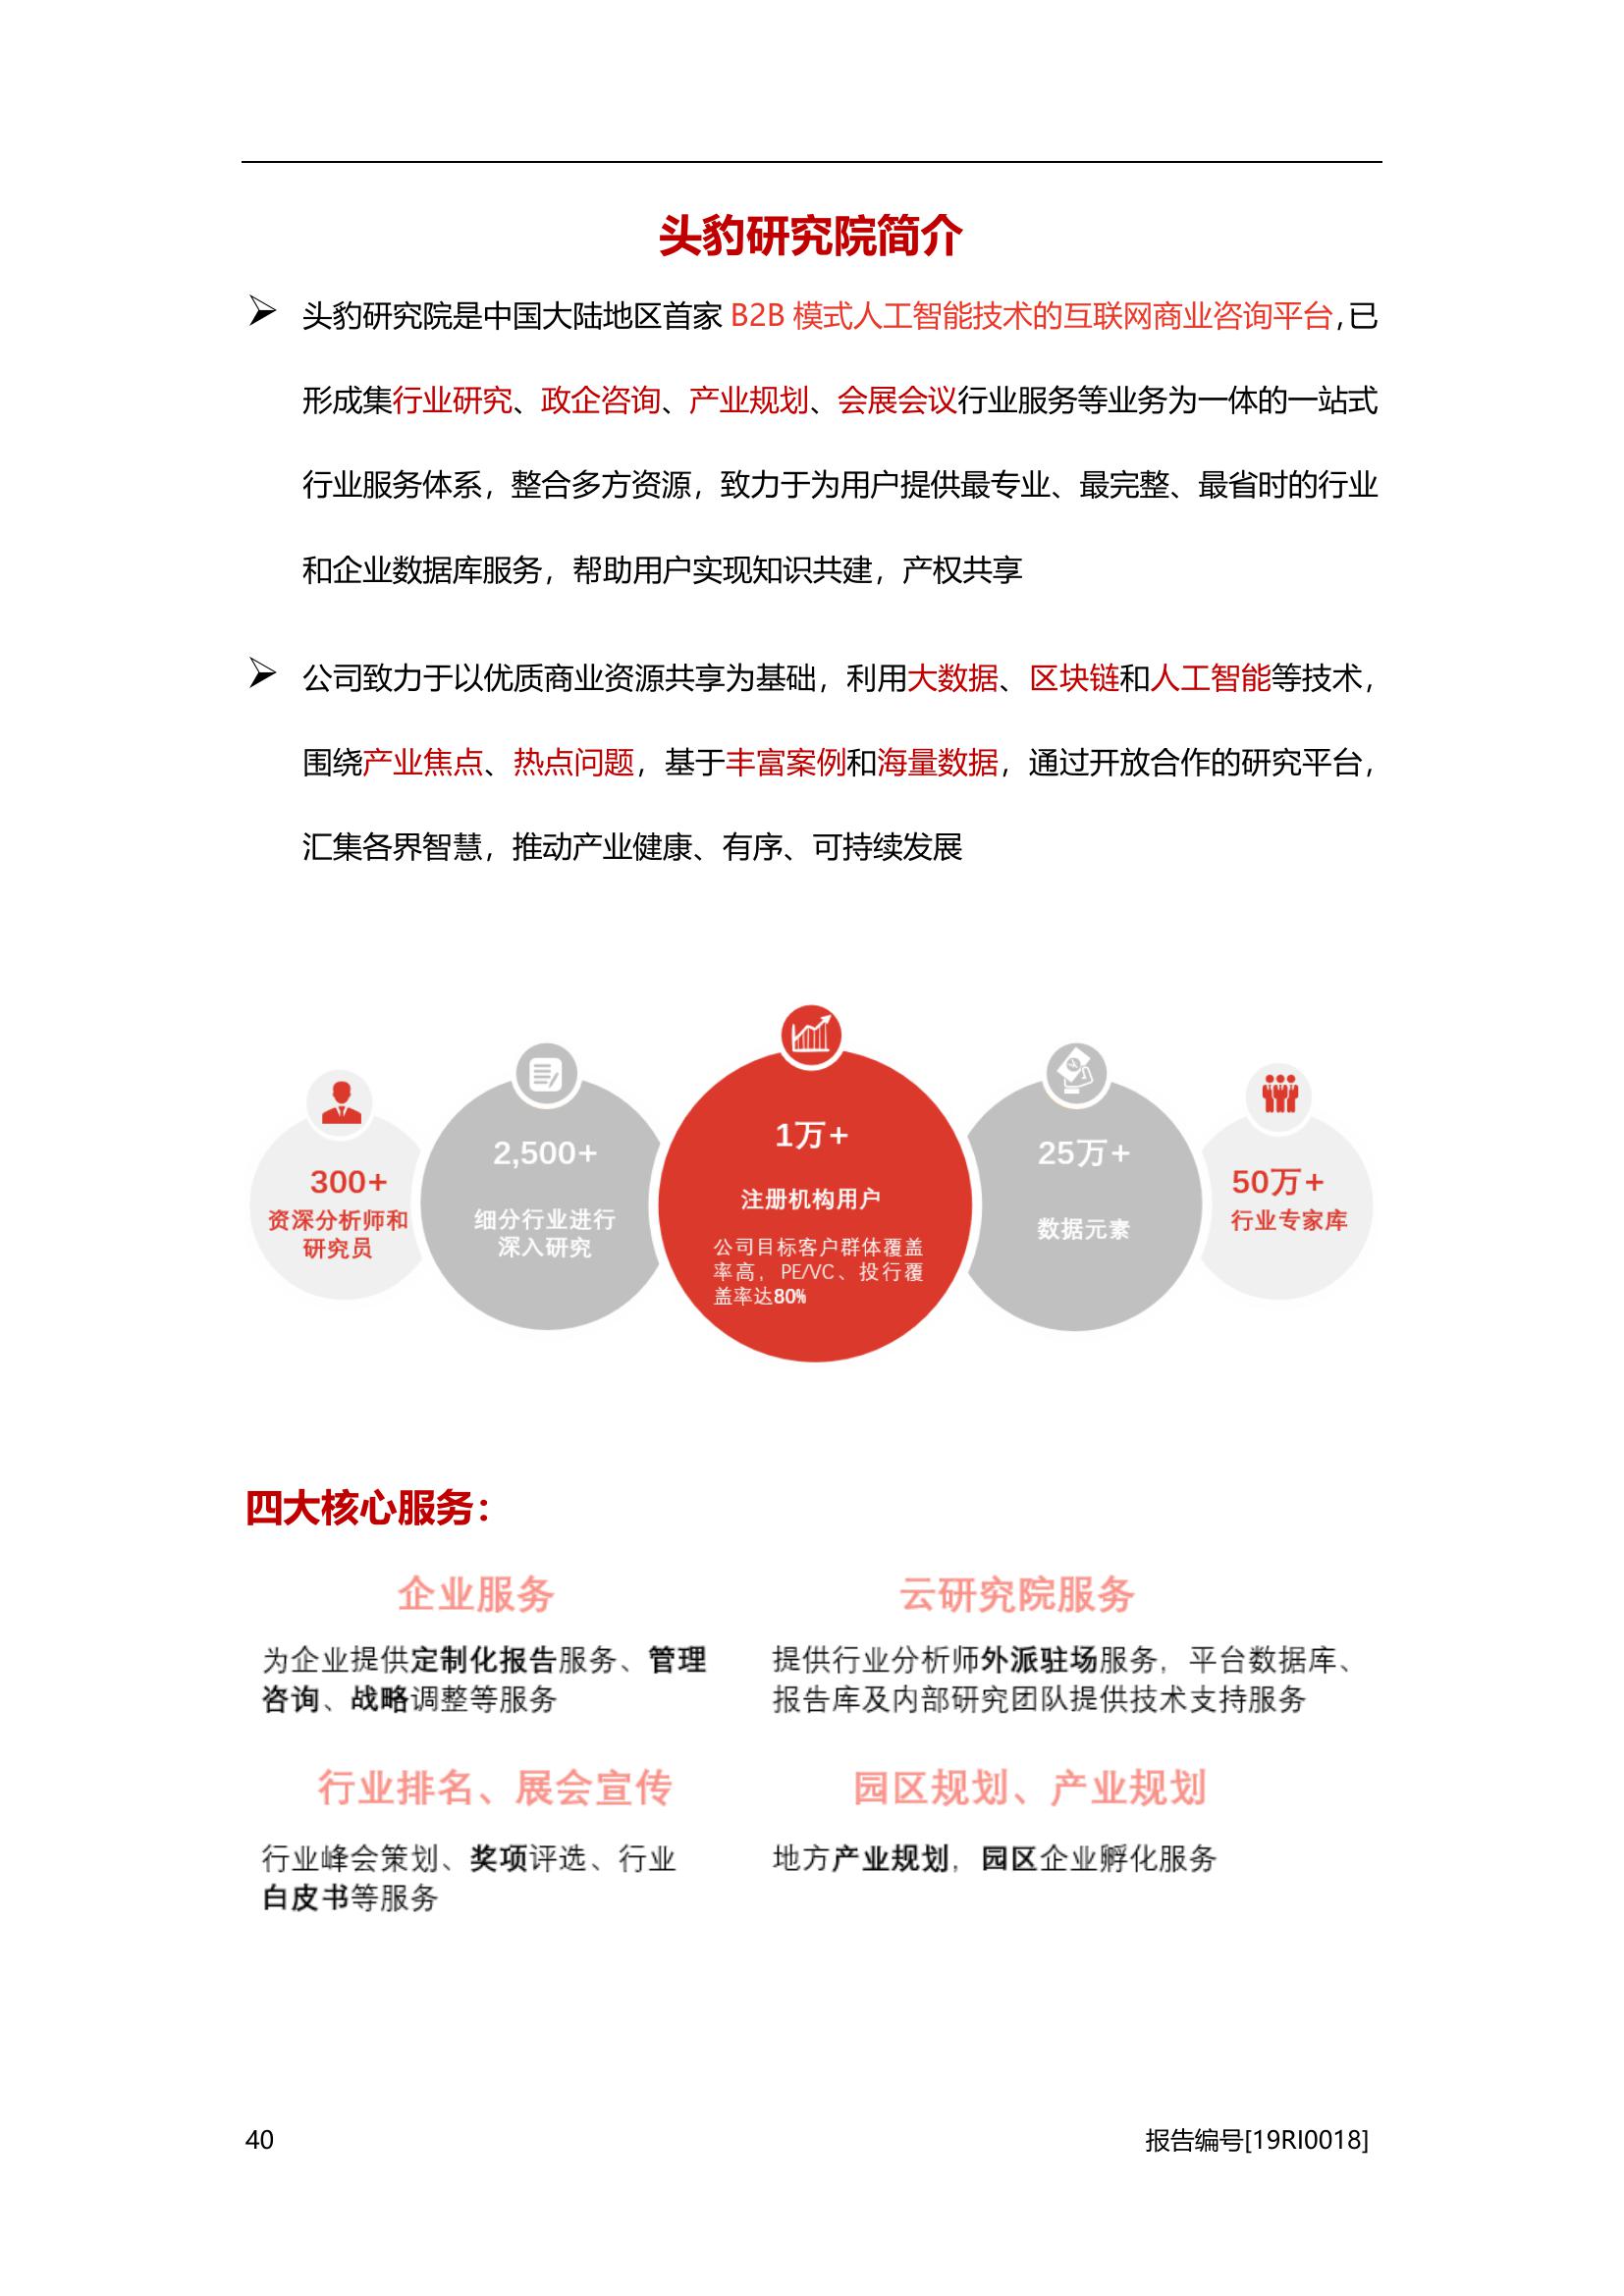 头豹研究院简介
头豹研究院是中国大陆地区首家 B2B 模式人工智能技术的互联网商业咨询平台，已
形成集行业研究、政企咨询、产业规划、会展会议行业服务等业务为一体的一站式
行业服务体系，整合多方资源，致力于为用户提供最专业、最完整、最省时的行业
和企业数据库服务，帮助用户实现知识共建，产权共享
公司致力于以优质商业资源共享为基础，利用大数据、区块链和人工智能等技术，
围绕产业焦点、热点问题，基于丰富案例和海量数据，通过开放合作的研究平台，
汇集各界智慧，推动产业健康、有序、可持续发展
300+
资深分析师和
研究员
2,500+
细分行业进行
深入研究
1万+
注册机构用户
公司目标客户群体覆盖
率高，PE/VC、投行覆
盖率达80%
25万+
数据元素
50万+
行业专家库
四大核心服务：
企业服务
为企业提供定制化报告服务、管理
咨询、战略调整等服务
云研究院服务
提供行业分析师外派驻场服务，平台数据库、
报告库及内部研究团队提供技术支持服务
行业排名、展会宣传
行业峰会策划、奖项评选、行业
白皮书等服务
园区规划、产业规划
地方产业规划，园区企业孵化服务
40
报告编号[19RI0018]